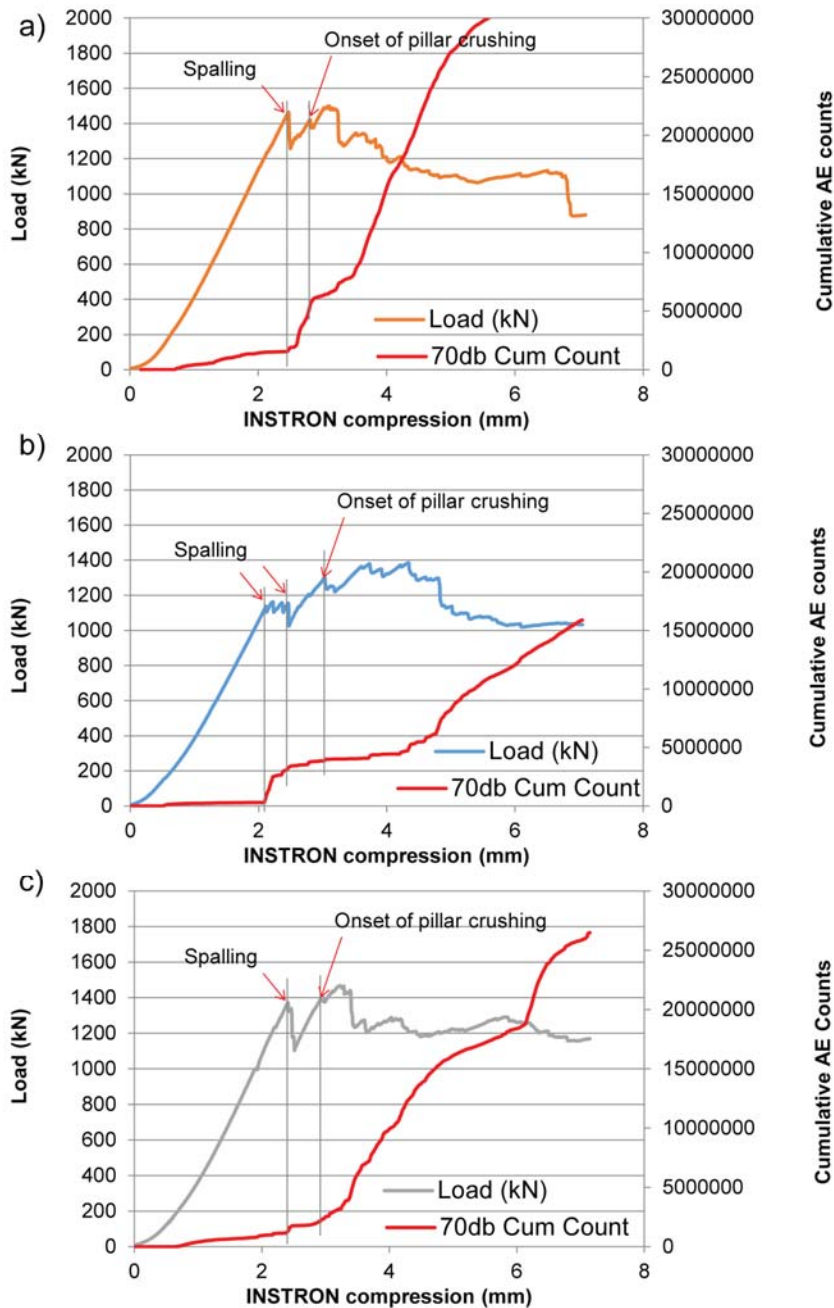 a)
2000
1800
1600
1400
1200
1000
800
600
400
200
0
Load (kN)
Spalling
Onset of pillar crushing
Load (kN)
70db Cum Count
30000000
25000000
20000000
15000000
10000000
5000000
0
Cumulative AE counts
0 2 4 6 8
INSTRON compression (mm)
b)
2000
1800
1600
1400
1200
1000
800
600
400
200
0
Load (kN)
Onset of pillar crushing
Spalling
Load (kN)
70db Cum Count
30000000
25000000
20000000
15000000
10000000
5000000
0
Cumulative AE counts
0 2 4 6 8
INSTRON compression (mm)
c)
2000
1800
1600
1400
1200
1000
800
600
400
200
0
Load (kN)
Onset of pillar crushing
Spalling
Load (kN)
70db Cum Count
30000000
25000000
20000000
15000000
10000000
5000000
0
Cumulative AE Counts
0 2 4 6 8
INSTRON compression (mm)